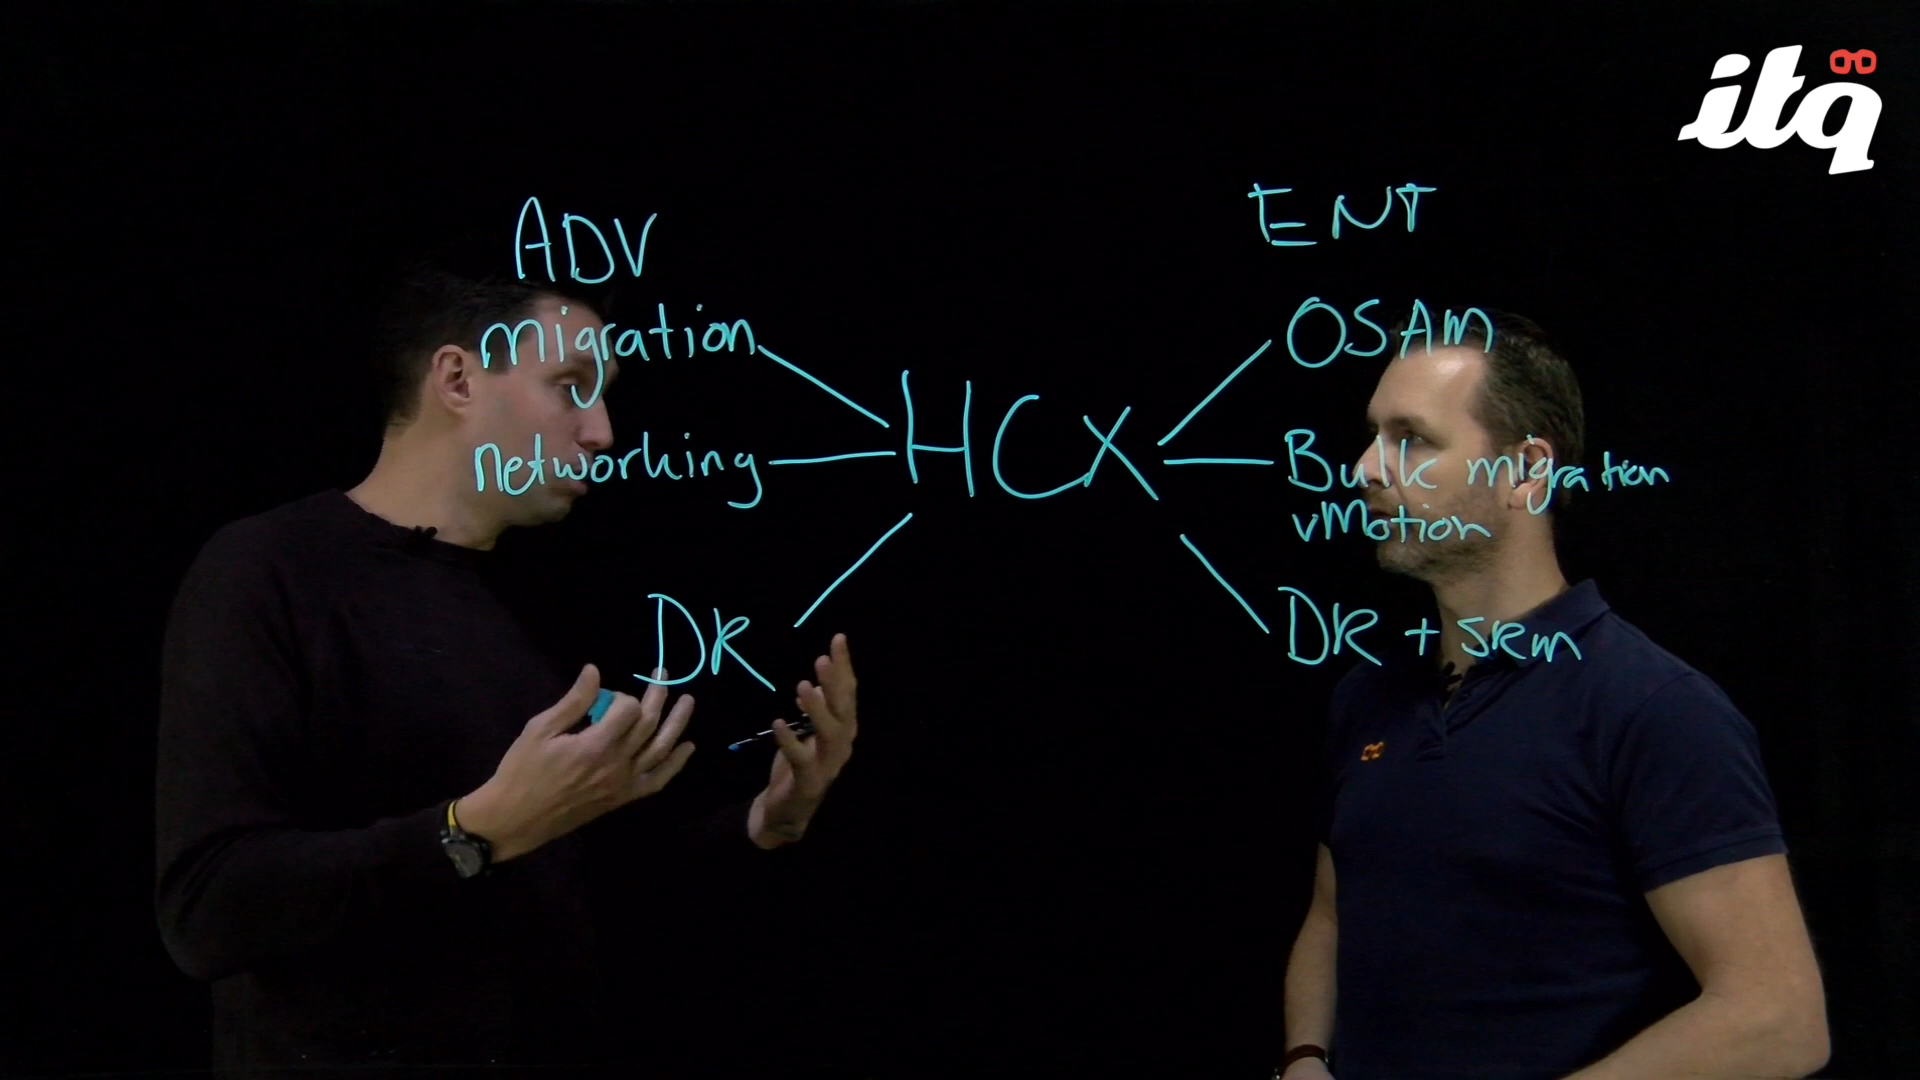 itq
ADV
migration
networking
DR
HCX
ENT
OSAM
Bulk migration
vMotion
DR + SRM